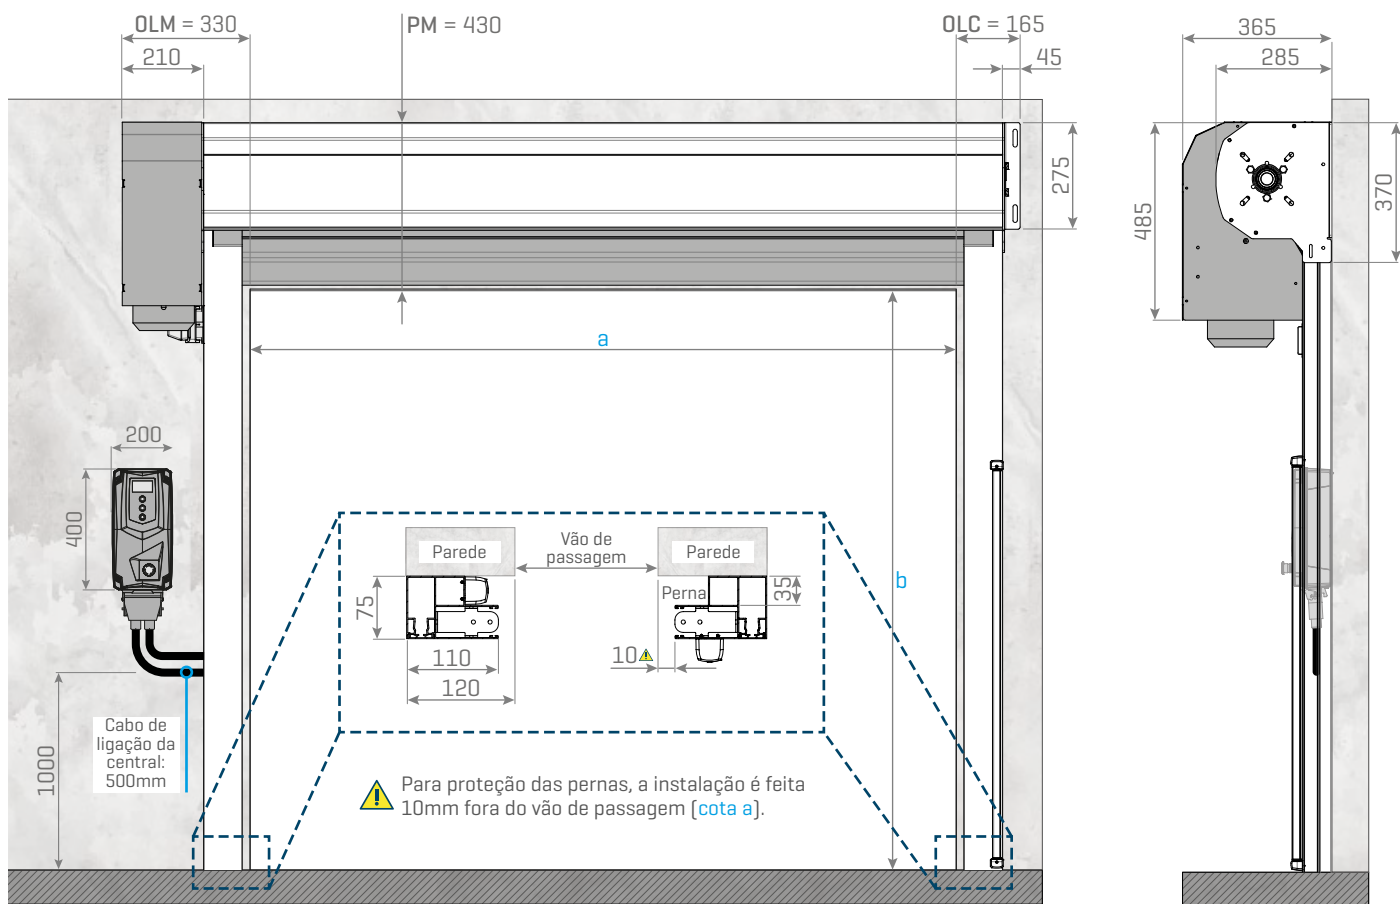 OLM = 330
PM = 430
OLC = 165
365
210
45
285
275
485
370
a
200
400
Parede
Vão de
passagem
Parede
b
75
Perna
35
110
10
120
Cabo de
ligação da
central:
500mm
1000
Para proteção das pernas, a instalação é feita
10mm fora do vão de passagem (cota a).